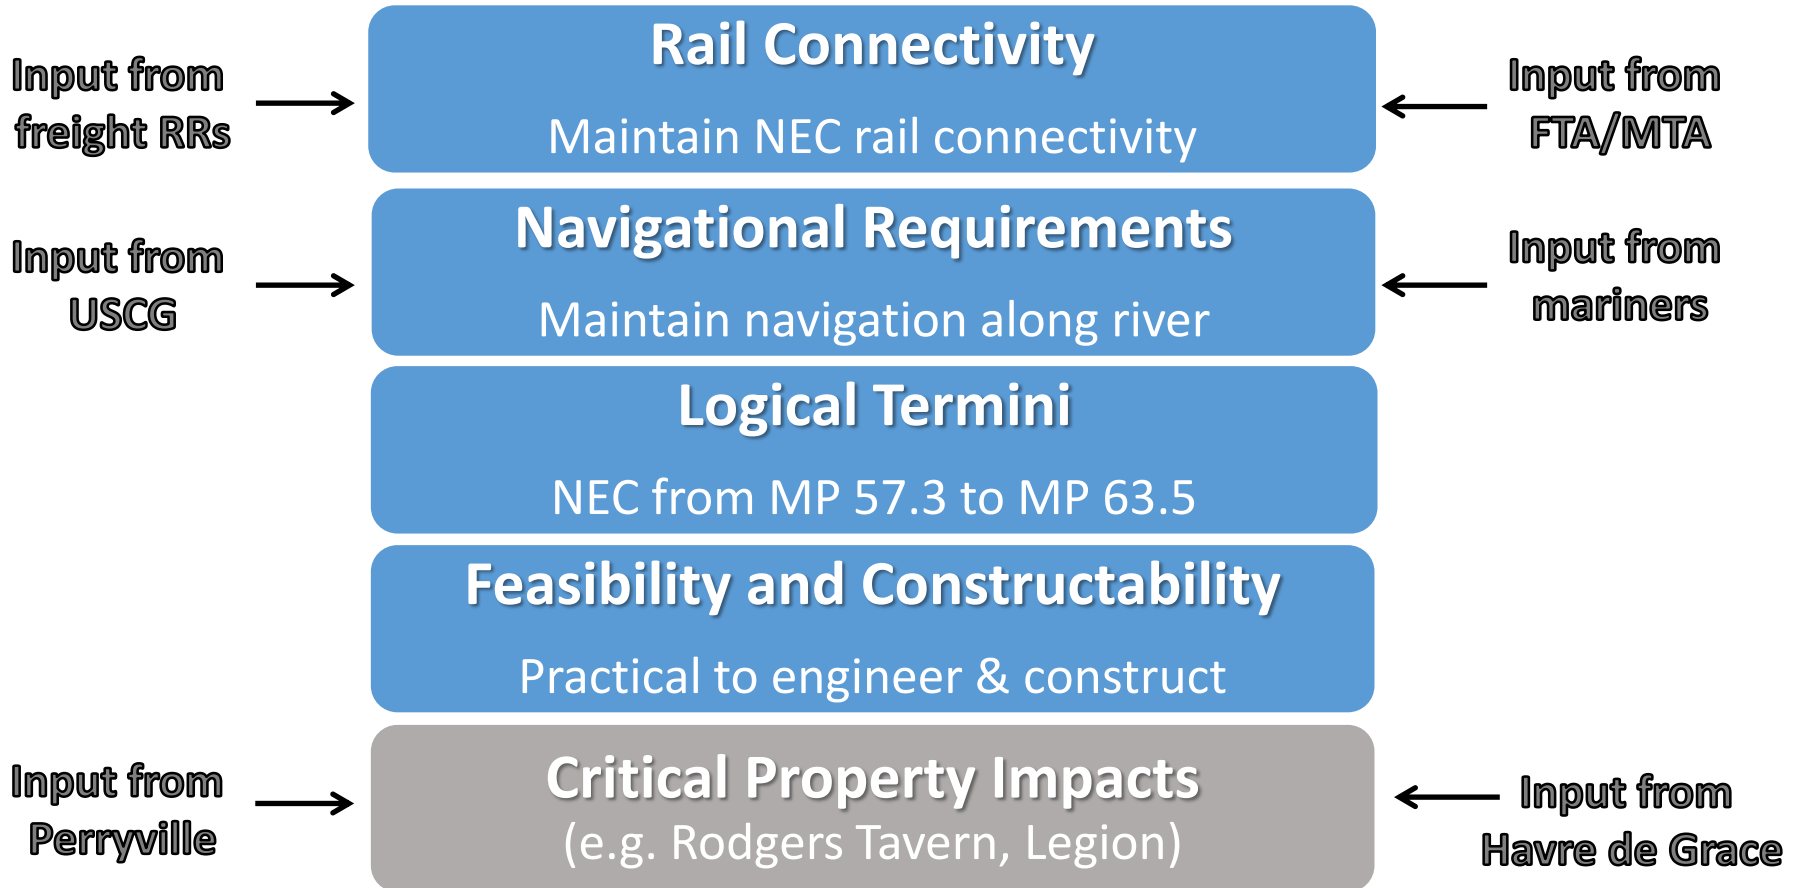 Rail Connectivity
Maintain NEC rail connectivity
Input from
freight RRs
Input from
FTA/MTA
Navigational Requirements
Maintain navigation along river
Input from
USCG
Input from
mariners
Logical Termini
NEC from MP 57.3 to MP 63.5
Feasibility and Constructability
Practical to engineer & construct
Critical Property Impacts
(e.g. Rodgers Tavern, Legion)
Input from
Perryville
Input from
Havre de Grace